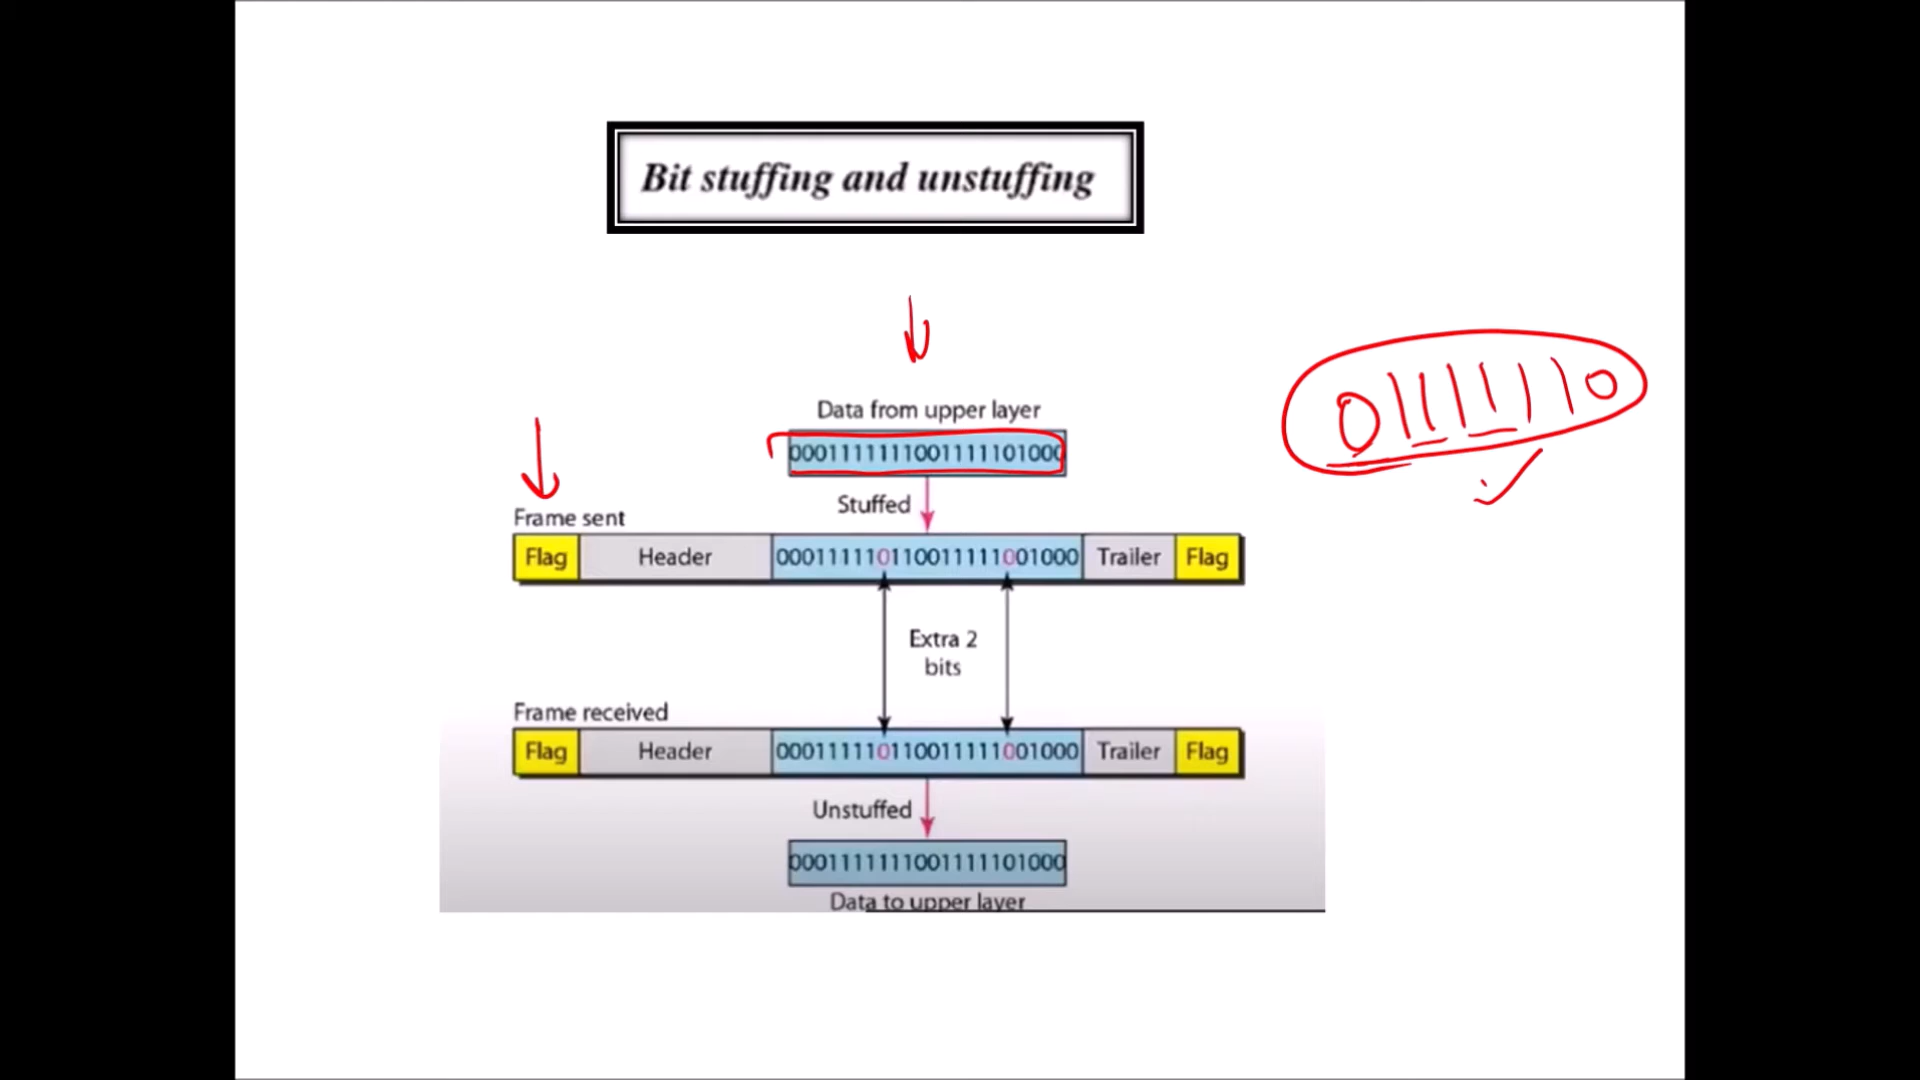 Bit stuffing and unstuffing
Data from upper layer
0001111111001111101000
01111110
Stuffed
Frame sent
Flag Header 000111110110011111001000 Trailer Flag
Extra 2
bits
Frame received
Flag Header 000111110110011111001000 Trailer Flag
Unstuffed
0001111111001111101000
Data to upper layer